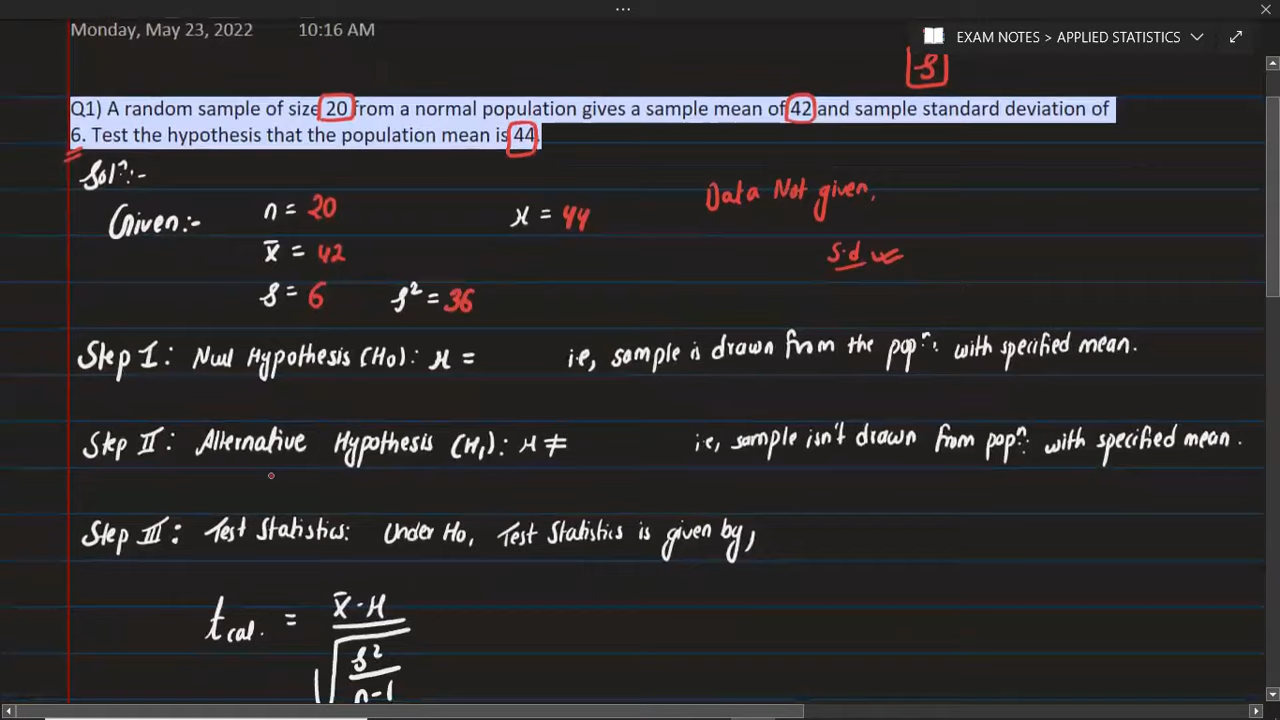 Monday, May 23, 2022 10:16 AM
EXAM NOTES > APPLIED STATISTICS
s
Q1) A random sample of size 20 from a normal population gives a sample mean of 42 and sample standard deviation of
6. Test the hypothesis that the population mean is 44.
Solⁿ:-
Given:- n = 20 μ = 44
Data Not given,
x̄ = 42
s.d
s = 6 s² = 36
Step I: Null Hypothesis (H₀): μ = i.e, sample is drawn from the popⁿ. with specified mean.
Step II: Alternative Hypothesis (H₁): μ ≠ i.e, sample isn't drawn from popⁿ. with specified mean.
Step III: Test Statistics: Under H₀, Test Statistics is given by,
t cal. = x̄ - μ
s²
n-1